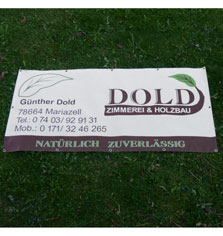 Günther Dold
78664 Mariazell
Tel.: 0 74 03/ 92 91 31
Mob.: 0 171/ 32 46 265
DOLD
ZIMMEREI & HOLZBAU
NATÜRLICH ZUVERLÄSSIG